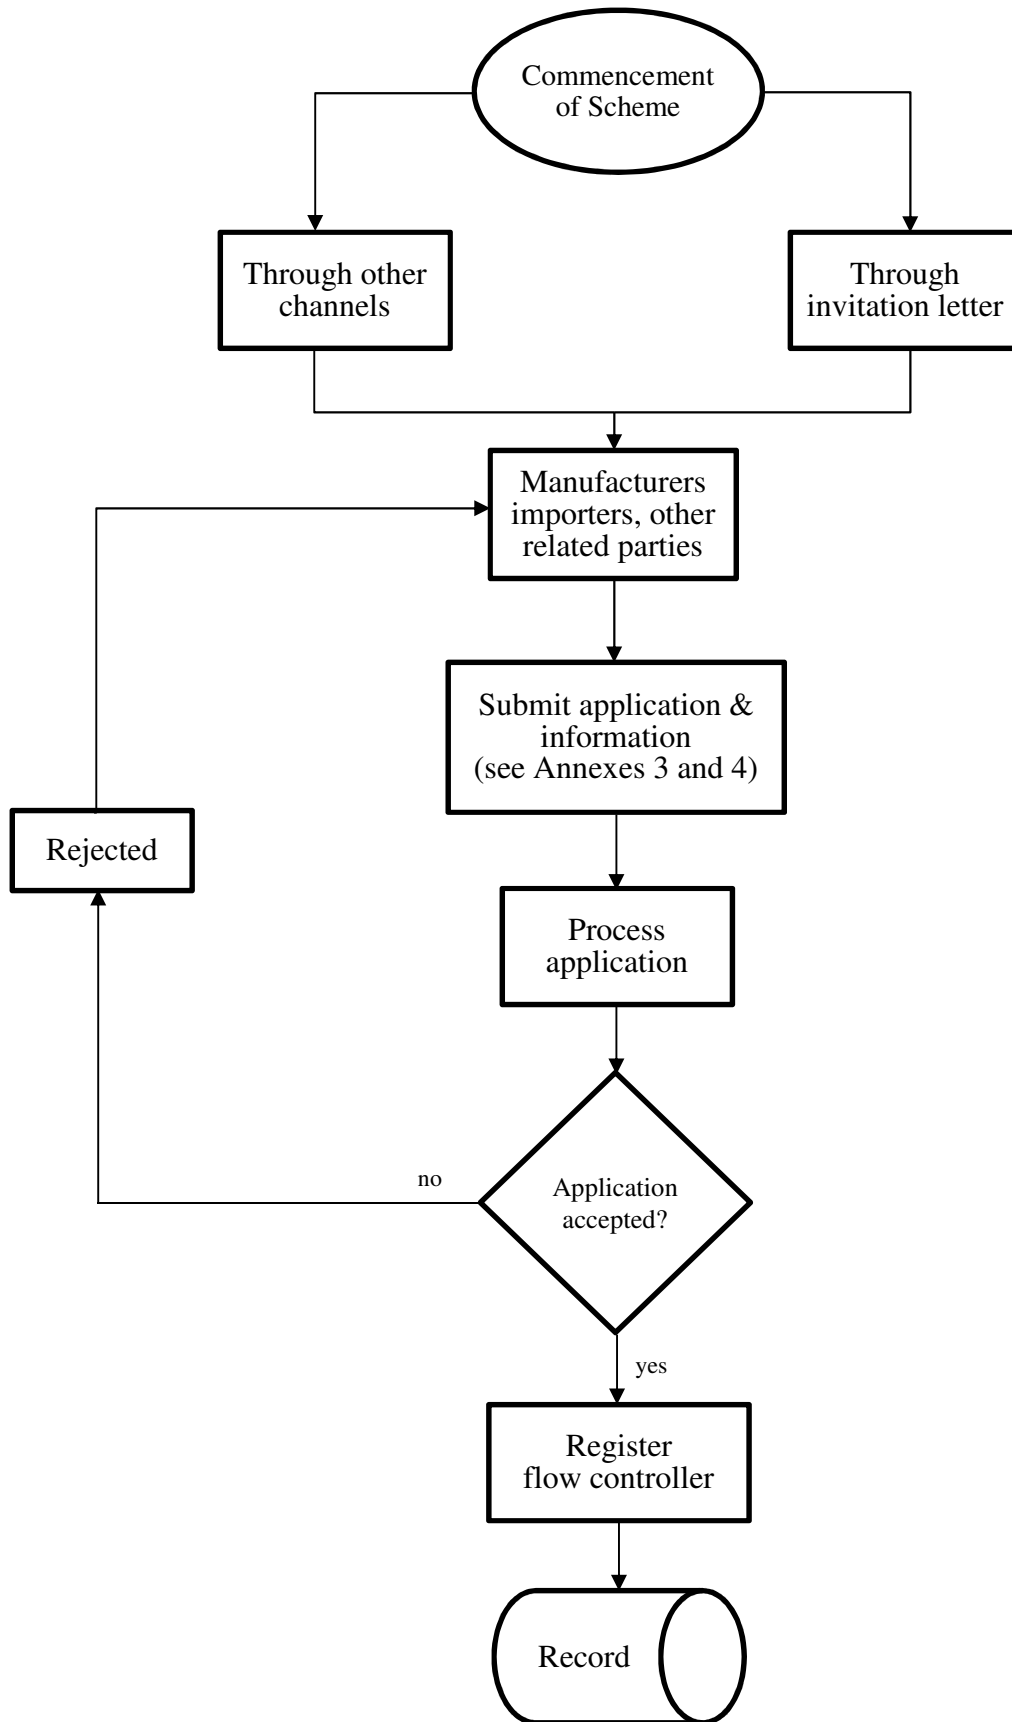 Commencement
of Scheme
Through other
channels
Through
invitation letter
Manufacturers
importers, other
related parties
Submit application &
information
(see Annexes 3 and 4)
Rejected
Process
application
no
Application
accepted?
yes
Register
flow controller
Record